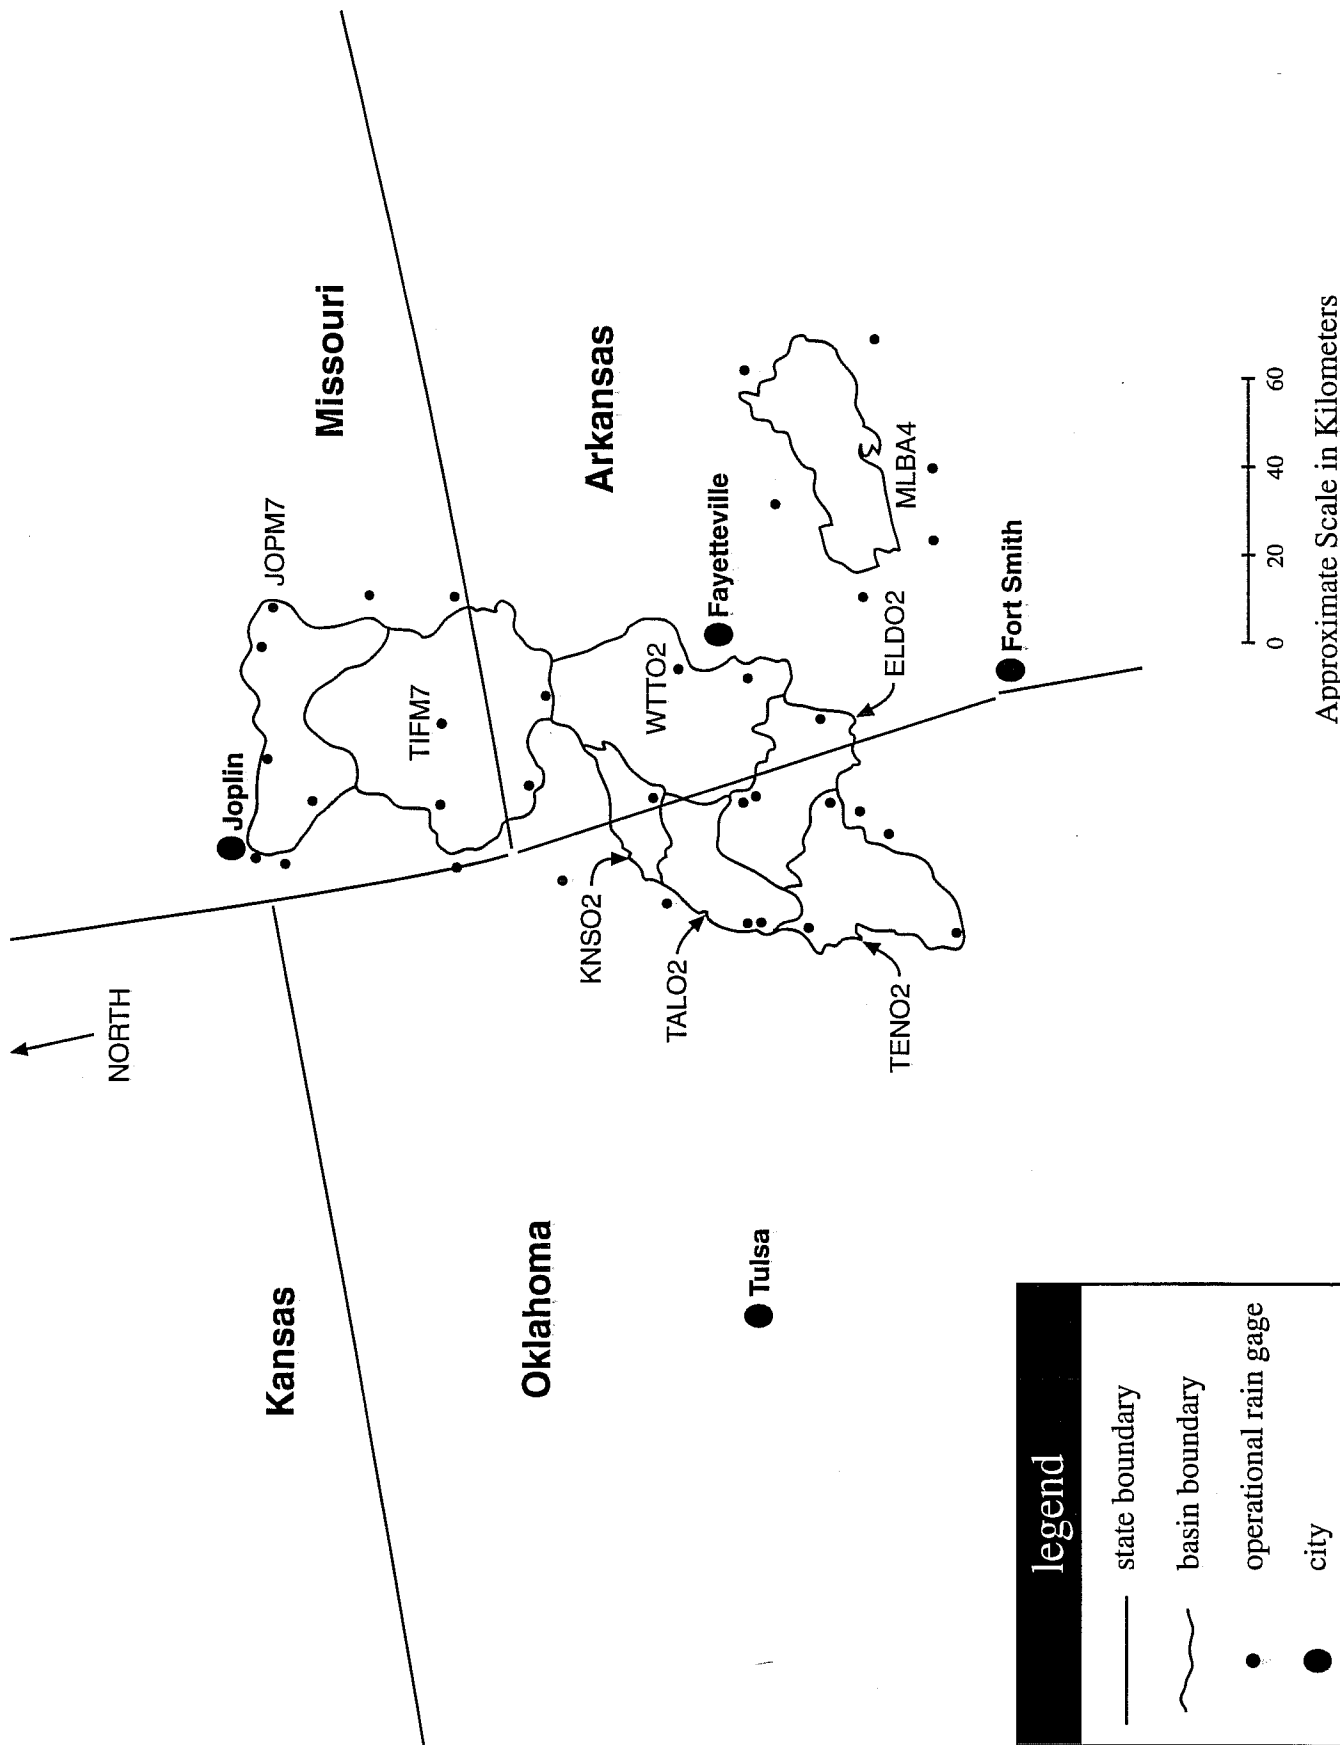 NORTH
Kansas
Missouri
Joplin
JOPM7
TIFM7
Oklahoma
Arkansas
KNSO2
WTTO2
TALO2
Fayetteville
Tulsa
TENO2
ELDO2
MLBA4
Fort Smith
legend
state boundary
basin boundary
operational rain gage
city
0 20 40 60
Approximate Scale in Kilometers